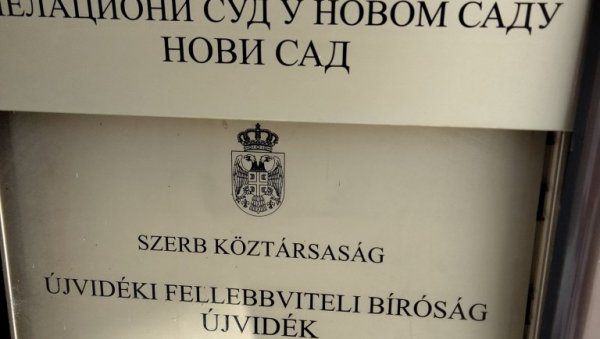 СУД У НОВОМ САДУ
НОВИ САД
SZERB KÖZTÁRSASÁG
ÚJVIDÉKI FELLEBBVITELI BÍRÓSÁG
ÚJVIDÉK